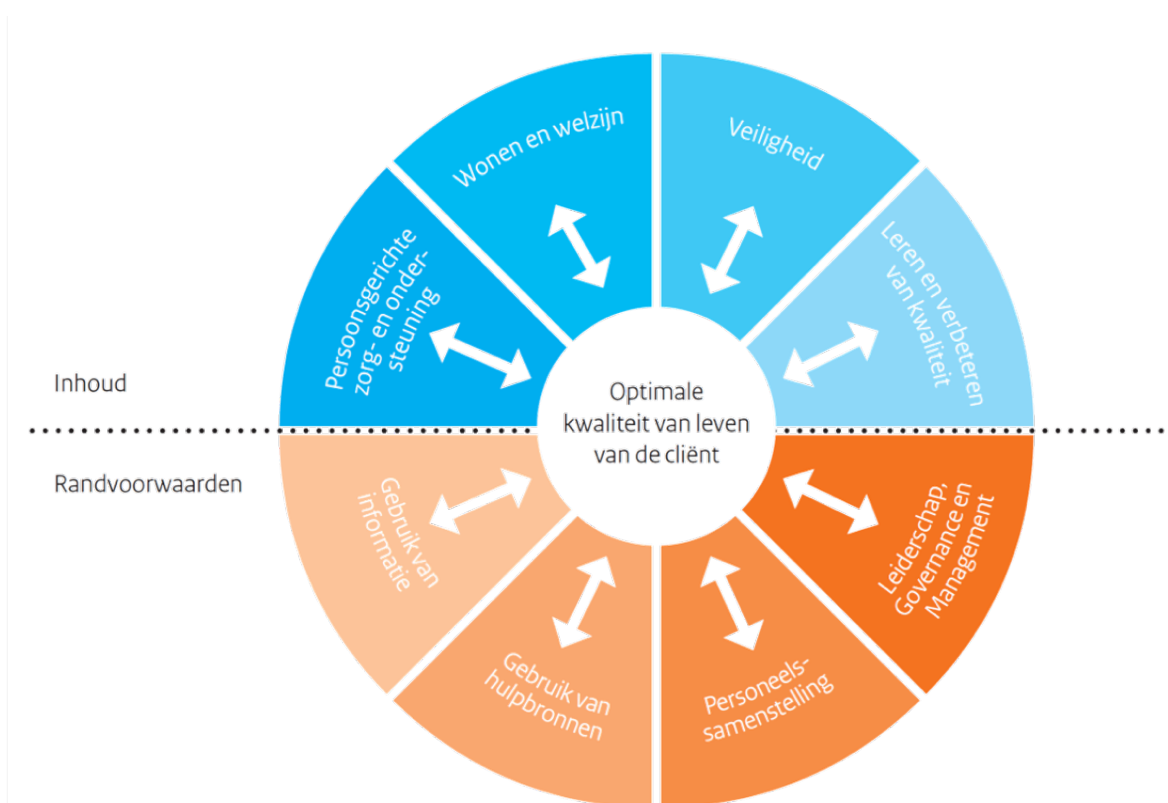 Wonen en welzijn
Veiligheid
Persoonsgerichte
zorg- en onder-
steuning
Leren en verbeteren
van kwaliteit
Inhoud
Optimale
kwaliteit van leven
van de cliënt
Randvoorwaarden
Gebruik van
informatie
Leiderschap,
Governance en
Management
Gebruik van
hulpbronnen
Personeels-
samenstelling